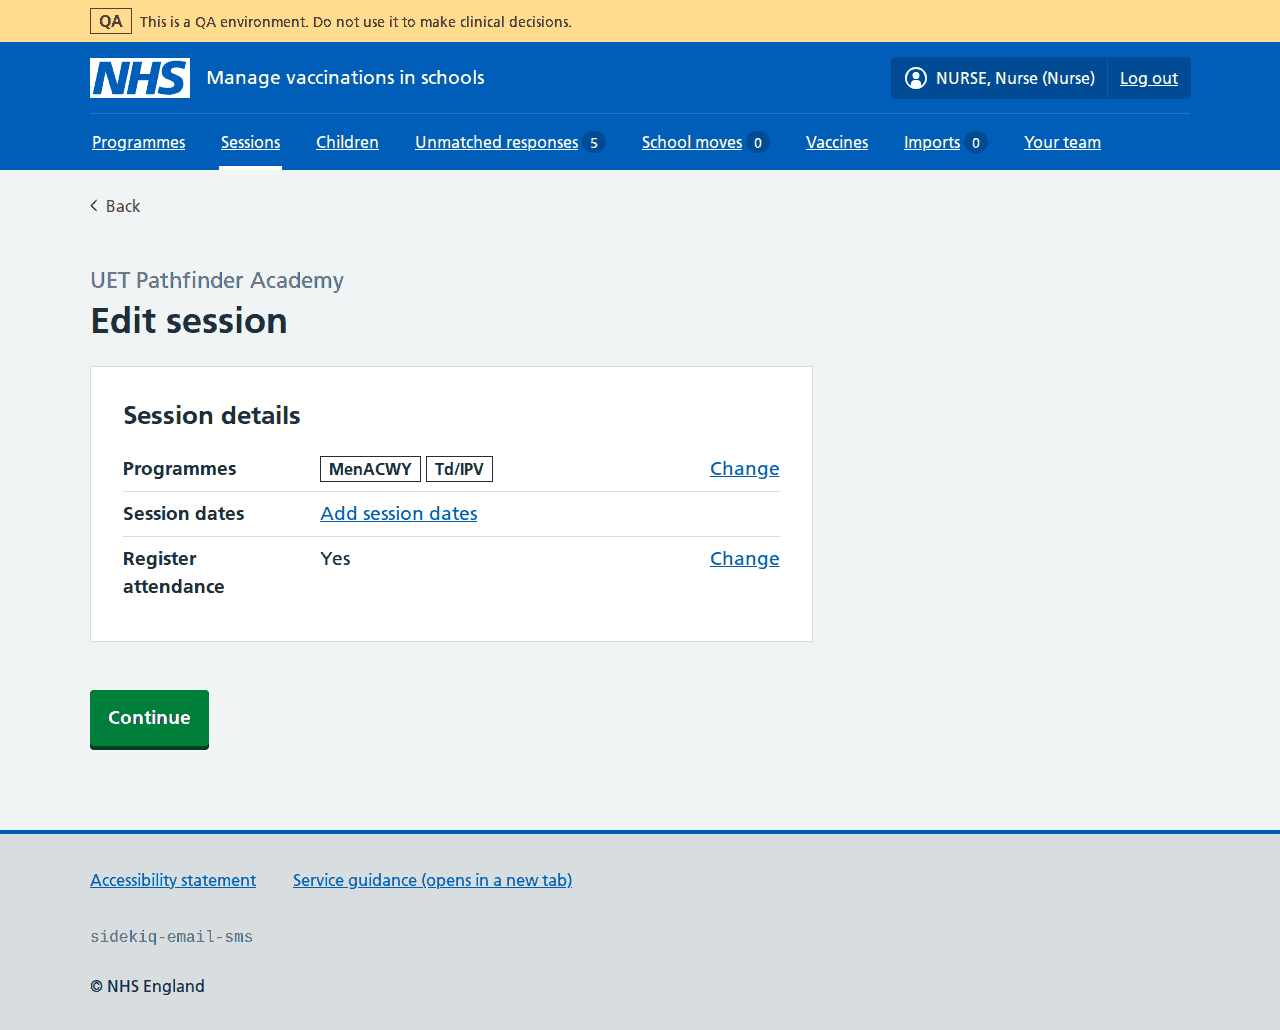 QA This is a QA environment. Do not use it to make clinical decisions.
NHS Manage vaccinations in schools NURSE, Nurse (Nurse) Log out
Programmes Sessions Children Unmatched responses 5 School moves 0 Vaccines Imports 0 Your team
Back
UET Pathfinder Academy
Edit session
Session details
Programmes MenACWY Td/IPV Change
Session dates Add session dates
Register attendance Yes Change
Continue
Accessibility statement Service guidance (opens in a new tab)
sidekiq-email-sms
© NHS England